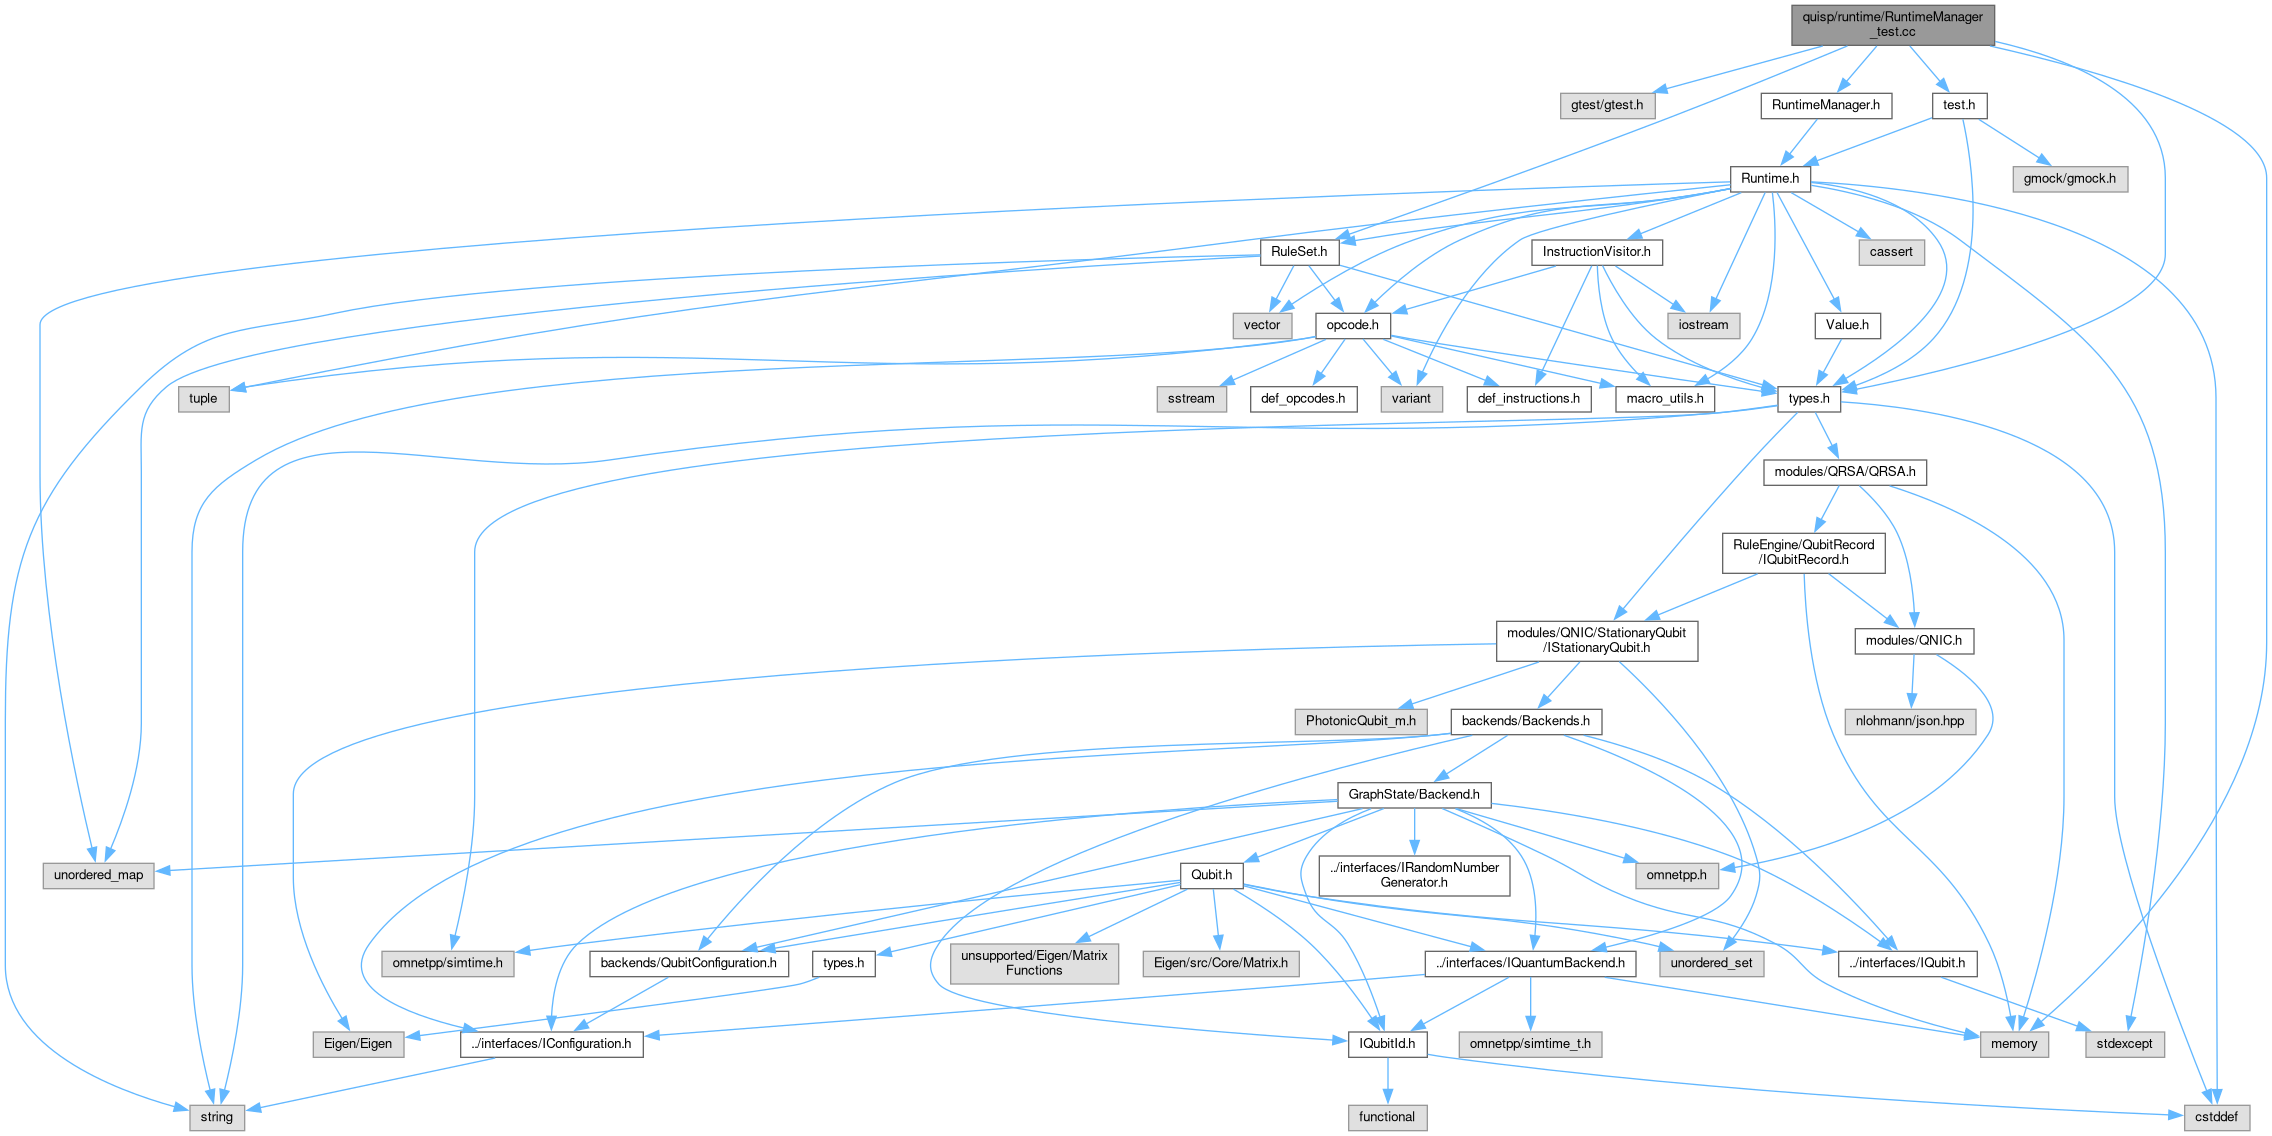 quisp/runtime/RuntimeManager
_test.cc
gtest/gtest.h
RuntimeManager.h
test.h
Runtime.h
gmock/gmock.h
RuleSet.h
InstructionVisitor.h
cassert
vector
opcode.h
iostream
Value.h
tuple
sstream
def_opcodes.h
variant
def_instructions.h
macro_utils.h
types.h
modules/QRSA/QRSA.h
RuleEngine/QubitRecord
/IQubitRecord.h
modules/QNIC/StationaryQubit
/IStationaryQubit.h
modules/QNIC.h
PhotonicQubit_m.h
backends/Backends.h
nlohmann/json.hpp
GraphState/Backend.h
unordered_map
Qubit.h
../interfaces/IRandomNumber
Generator.h
omnetpp.h
omnetpp/simtime.h
backends/QubitConfiguration.h
types.h
unsupported/Eigen/Matrix
Functions
Eigen/src/Core/Matrix.h
../interfaces/IQuantumBackend.h
unordered_set
../interfaces/IQubit.h
Eigen/Eigen
../interfaces/IConfiguration.h
IQubitId.h
omnetpp/simtime_t.h
memory
stdexcept
string
functional
cstddef